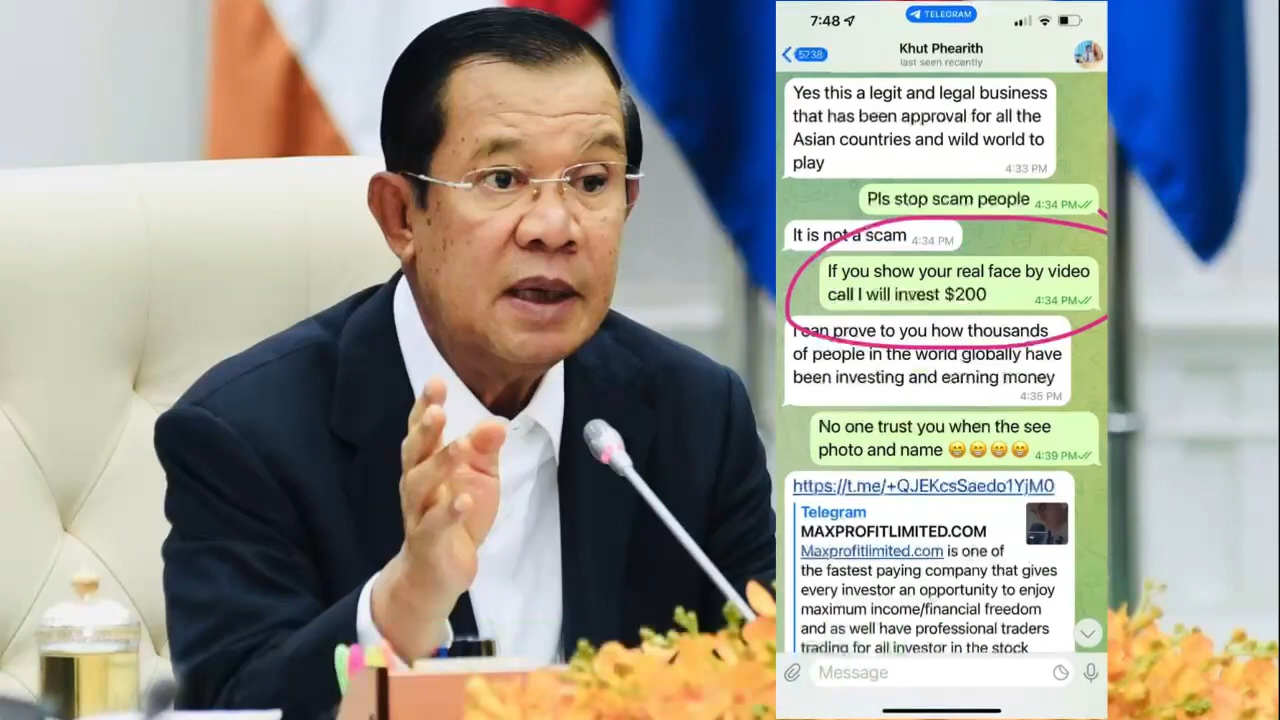 7:48
TELEGRAM
5738
Khut Phearith
last seen recently
Yes this a legit and legal business
that has been approval for all the
Asian countries and wild world to
play
4:33 PM
Pls stop scam people 4:34 PM
It is not a scam 4:34 PM
If you show your real face by video
call I will invest $200 4:34 PM
I can prove to you how thousands
of people in the world globally have
been investing and earning money
4:35 PM
No one trust you when the see
photo and name 😁😁😁😁 4:39 PM
https://t.me/+QJEKcsSaedo1YjM0
Telegram
MAXPROFITLIMITED.COM
Maxprofitlimited.com is one of
the fastest paying company that gives
every investor an opportunity to enjoy
maximum income/financial freedom
and as well have professional traders
trading for all investor in the stock
Message